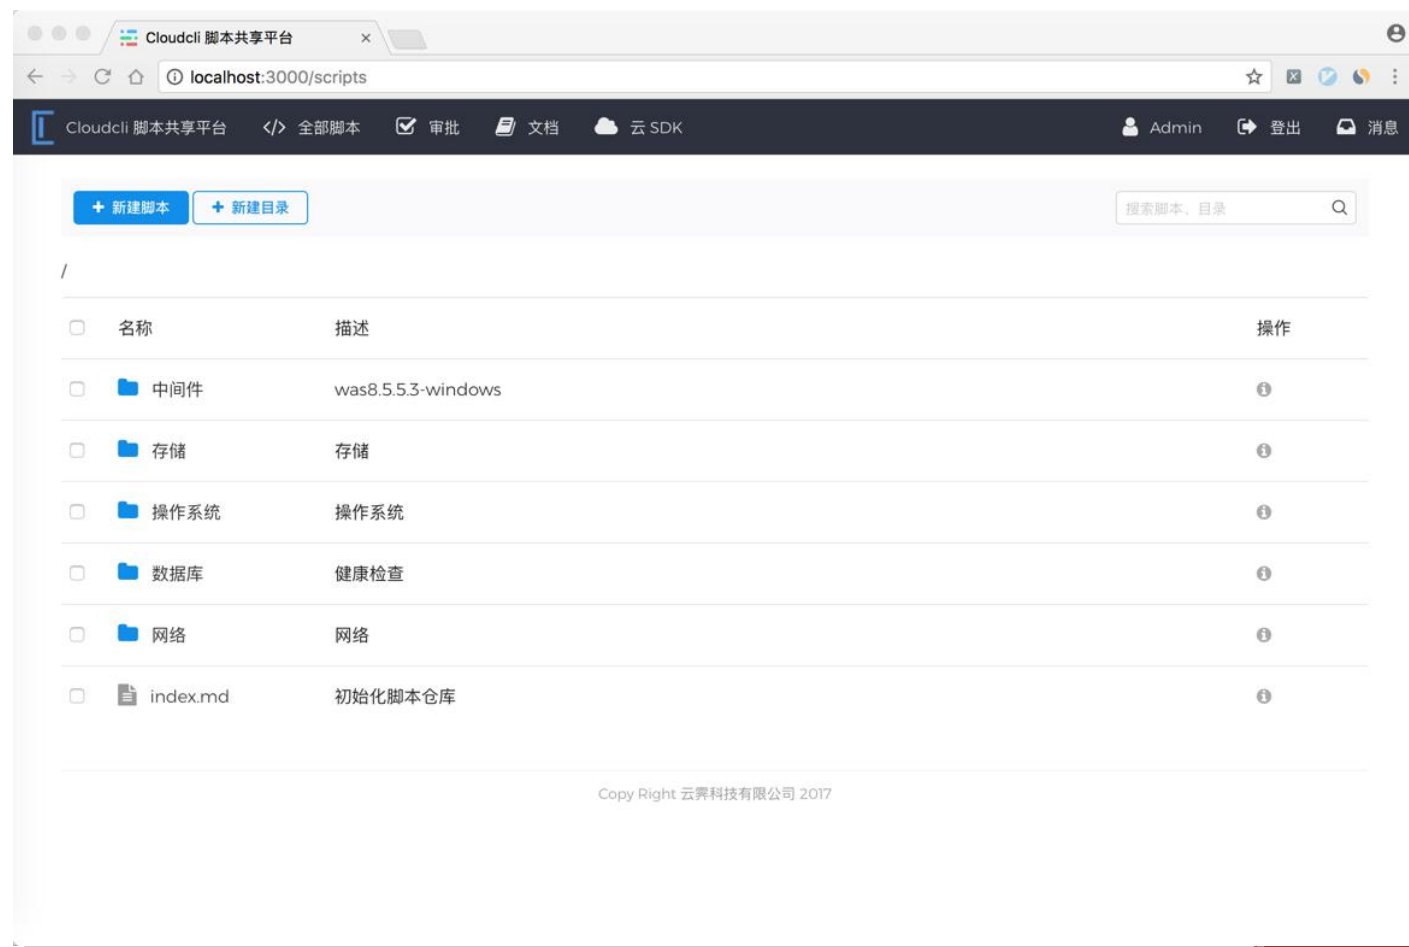 Cloudcli 脚本共享平台
localhost:3000/scripts
Cloudcli 脚本共享平台 </> 全部脚本 审批 文档 云 SDK Admin 登出 消息
+ 新建脚本 + 新建目录 搜索脚本、目录
/
名称 描述 操作
中间件 was8.5.5.3-windows
存储 存储
操作系统 操作系统
数据库 健康检查
网络 网络
index.md 初始化脚本仓库
Copy Right 云霁科技有限公司 2017